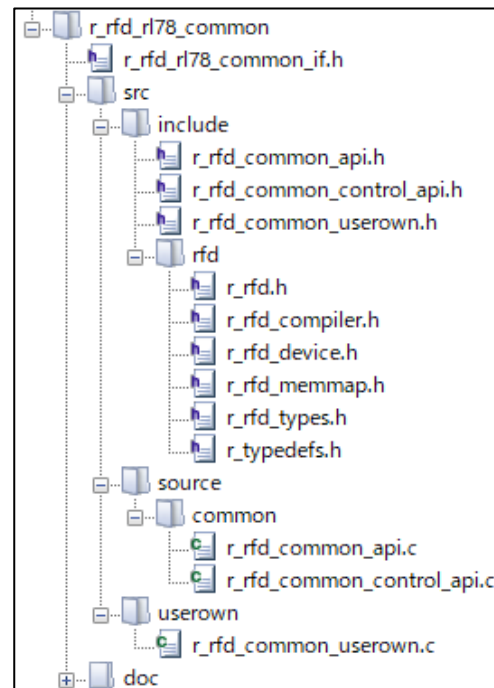 r_rfd_rl78_common
r_rfd_rl78_common_if.h
src
include
r_rfd_common_api.h
r_rfd_common_control_api.h
r_rfd_common_userown.h
rfd
r_rfd.h
r_rfd_compiler.h
r_rfd_device.h
r_rfd_memmap.h
r_rfd_types.h
r_typedefs.h
source
common
r_rfd_common_api.c
r_rfd_common_control_api.c
userown
r_rfd_common_userown.c
doc